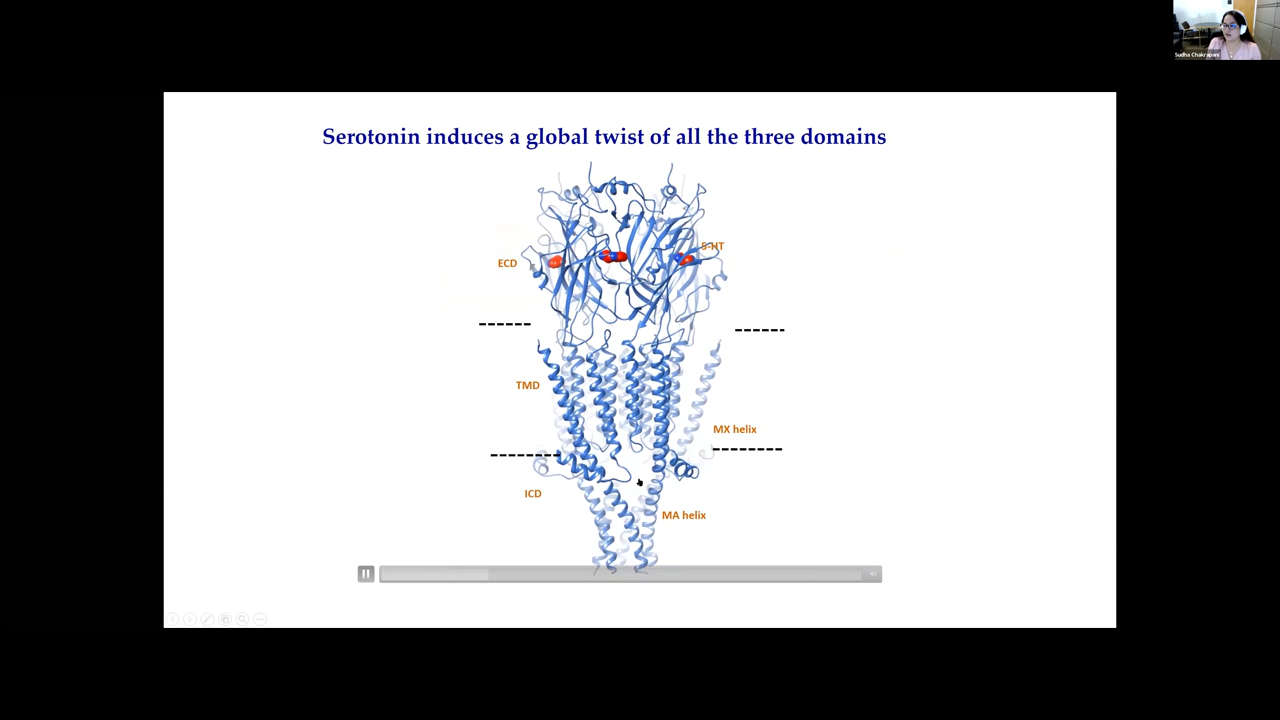 Sudha Chakrapani
Serotonin induces a global twist of all the three domains
5-HT
ECD
TMD
MX helix
ICD
MA helix